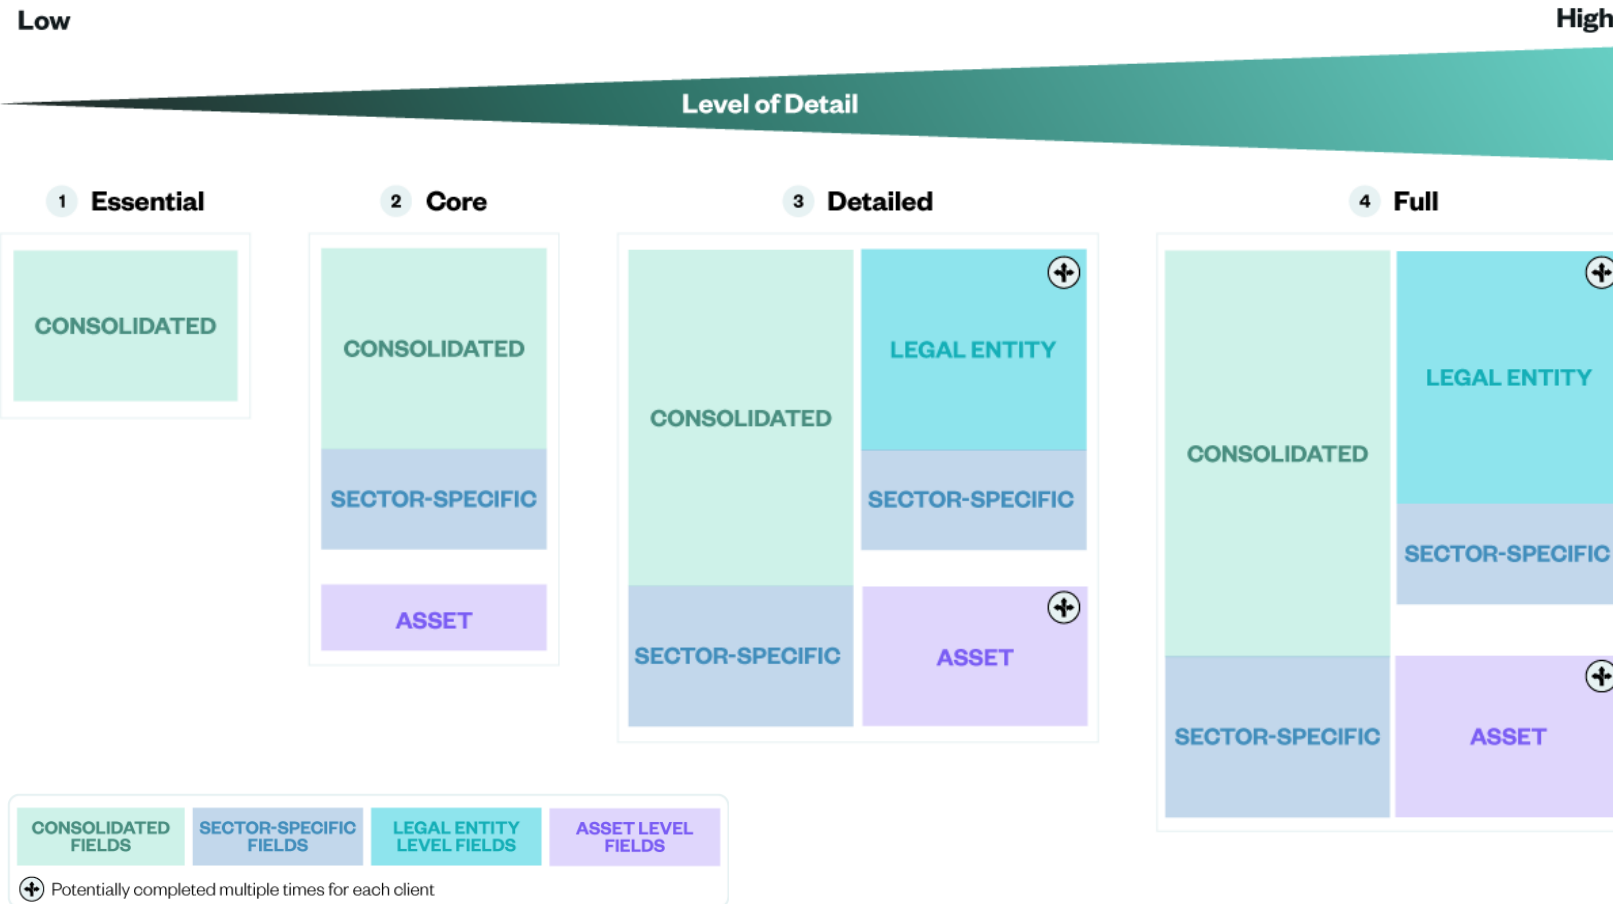 Low
High
Level of Detail
1 Essential
2 Core
3 Detailed
4 Full
CONSOLIDATED
CONSOLIDATED
SECTOR-SPECIFIC
ASSET
CONSOLIDATED
SECTOR-SPECIFIC
LEGAL ENTITY
SECTOR-SPECIFIC
ASSET
CONSOLIDATED
SECTOR-SPECIFIC
LEGAL ENTITY
SECTOR-SPECIFIC
ASSET
CONSOLIDATED
FIELDS
SECTOR-SPECIFIC
FIELDS
LEGAL ENTITY
LEVEL FIELDS
ASSET LEVEL
FIELDS
Potentially completed multiple times for each client